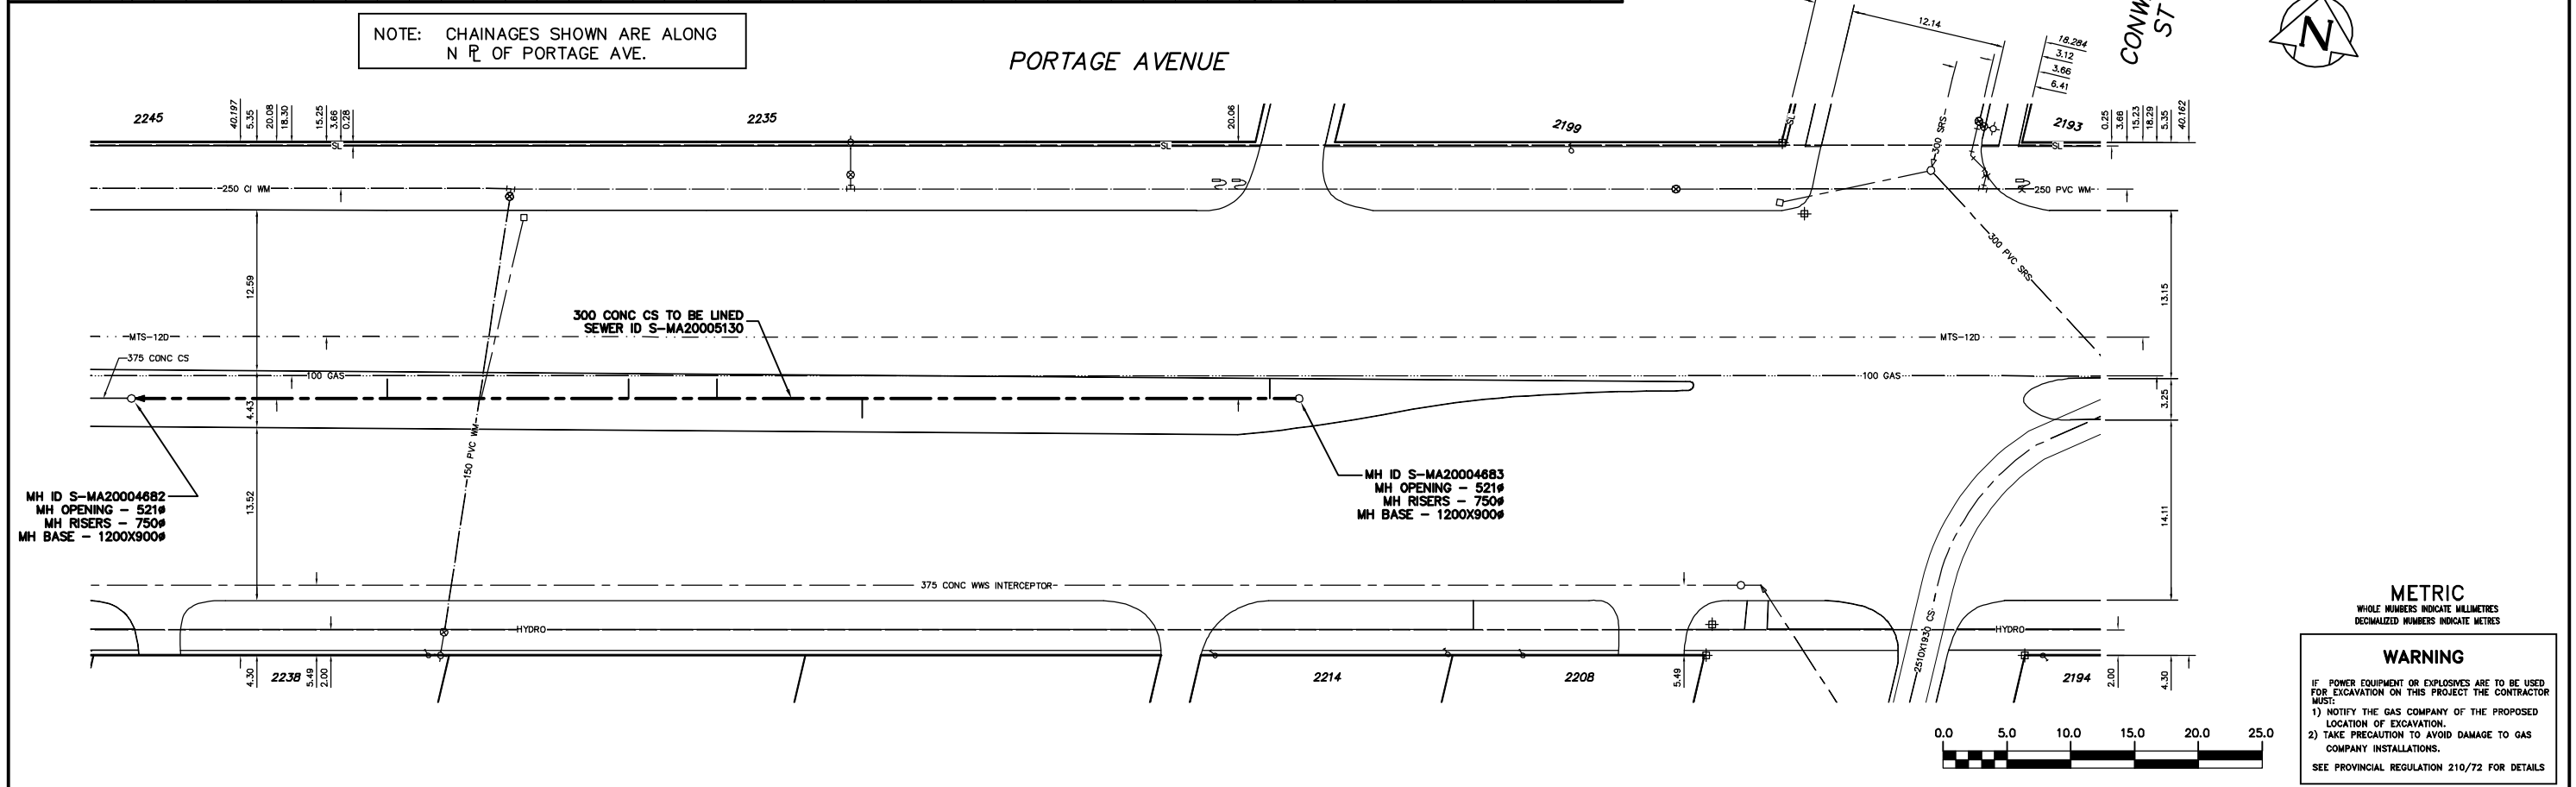 NOTE: CHAINAGES SHOWN ARE ALONG
N ⅊ OF PORTAGE AVE.
PORTAGE AVENUE
12.14
18.284
3.12
3.66
6.41
ST
N
2245
40.197
5.35
20.08
18.30
15.25
3.66
0.28
2235
20.06
2199
2193
0.25
3.66
15.23
18.29
5.35
40.162
SL
SL
SL
SL
300 SRS
250 CI WM
250 PVC WM
300 PVC SRS
12.59
13.15
300 CONC CS TO BE LINED
SEWER ID S-MA20005130
MTS-12D
MTS-12D
375 CONC CS
100 GAS
100 GAS
4.43
3.25
150 PVC WM
MH ID S-MA20004682
MH OPENING - 521ø
MH RISERS - 750ø
MH BASE - 1200X900ø
13.52
MH ID S-MA20004683
MH OPENING - 521ø
MH RISERS - 750ø
MH BASE - 1200X900ø
14.11
375 CONC WWS INTERCEPTOR
HYDRO
HYDRO
2510X1930 CS
4.30
2238
5.49
2.00
2214
2208
5.49
2194
2.00
4.30
METRIC
WHOLE NUMBERS INDICATE MILLIMETRES
DECIMALIZED NUMBERS INDICATE METRES
0.0 5.0 10.0 15.0 20.0 25.0
WARNING
IF POWER EQUIPMENT OR EXPLOSIVES ARE TO BE USED
FOR EXCAVATION ON THIS PROJECT THE CONTRACTOR
MUST:
1) NOTIFY THE GAS COMPANY OF THE PROPOSED
LOCATION OF EXCAVATION.
2) TAKE PRECAUTION TO AVOID DAMAGE TO GAS
COMPANY INSTALLATIONS.
SEE PROVINCIAL REGULATION 210/72 FOR DETAILS